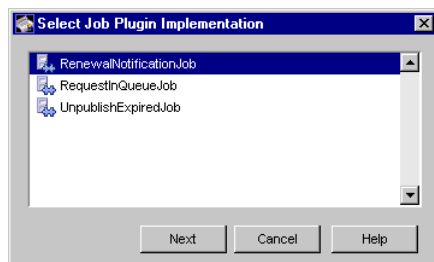 Select Job Plugin Implementation
RenewalNotificationJob
RequestInQueueJob
UnpublishExpiredJob
Next Cancel Help